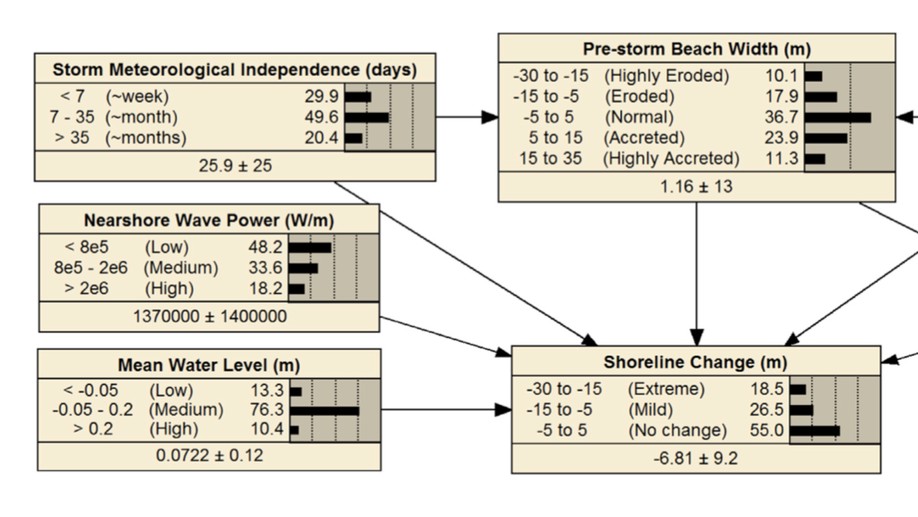 Storm Meteorological Independence (days)
< 7 (~week) 29.9
7 - 35 (~month) 49.6
> 35 (~months) 20.4
25.9 ± 25
Pre-storm Beach Width (m)
-30 to -15 (Highly Eroded) 10.1
-15 to -5 (Eroded) 17.9
-5 to 5 (Normal) 36.7
5 to 15 (Accreted) 23.9
15 to 35 (Highly Accreted) 11.3
1.16 ± 13
Nearshore Wave Power (W/m)
< 8e5 (Low) 48.2
8e5 - 2e6 (Medium) 33.6
> 2e6 (High) 18.2
1370000 ± 1400000
Mean Water Level (m)
< -0.05 (Low) 13.3
-0.05 - 0.2 (Medium) 76.3
> 0.2 (High) 10.4
0.0722 ± 0.12
Shoreline Change (m)
-30 to -15 (Extreme) 18.5
-15 to -5 (Mild) 26.5
-5 to 5 (No change) 55.0
-6.81 ± 9.2